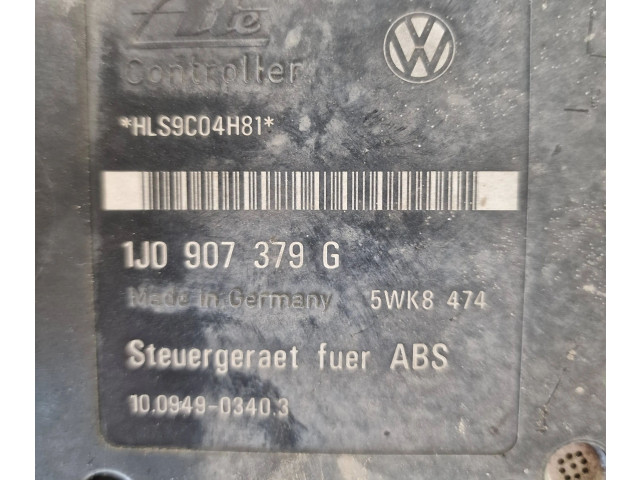 Ate
Controller
*HLS9C04H81*
1J0 907 379 G
Made in Germany 5WK8 474
Steuergeraet fuer ABS
10.0949-0340.3